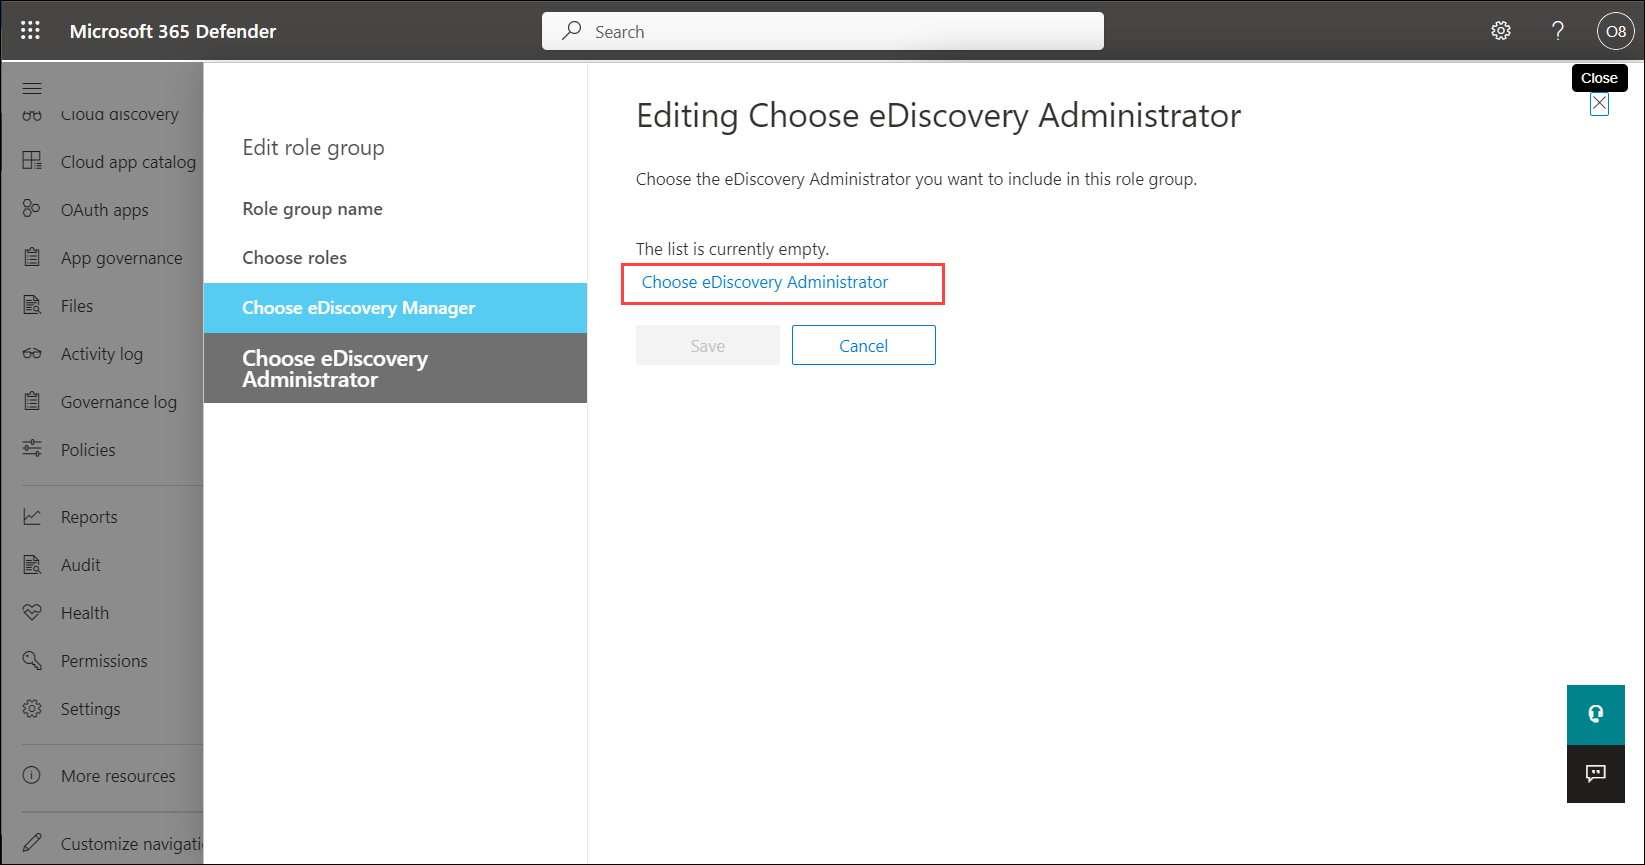 Microsoft 365 Defender
Search
?
O8
Close
Cloud discovery
Cloud app catalog
OAuth apps
App governance
Files
Activity log
Governance log
Policies
Reports
Audit
Health
Permissions
Settings
More resources
Customize navigati
Edit role group
Role group name
Choose roles
Choose eDiscovery Manager
Choose eDiscovery
Administrator
Editing Choose eDiscovery Administrator
Choose the eDiscovery Administrator you want to include in this role group.
The list is currently empty.
Choose eDiscovery Administrator
Save
Cancel